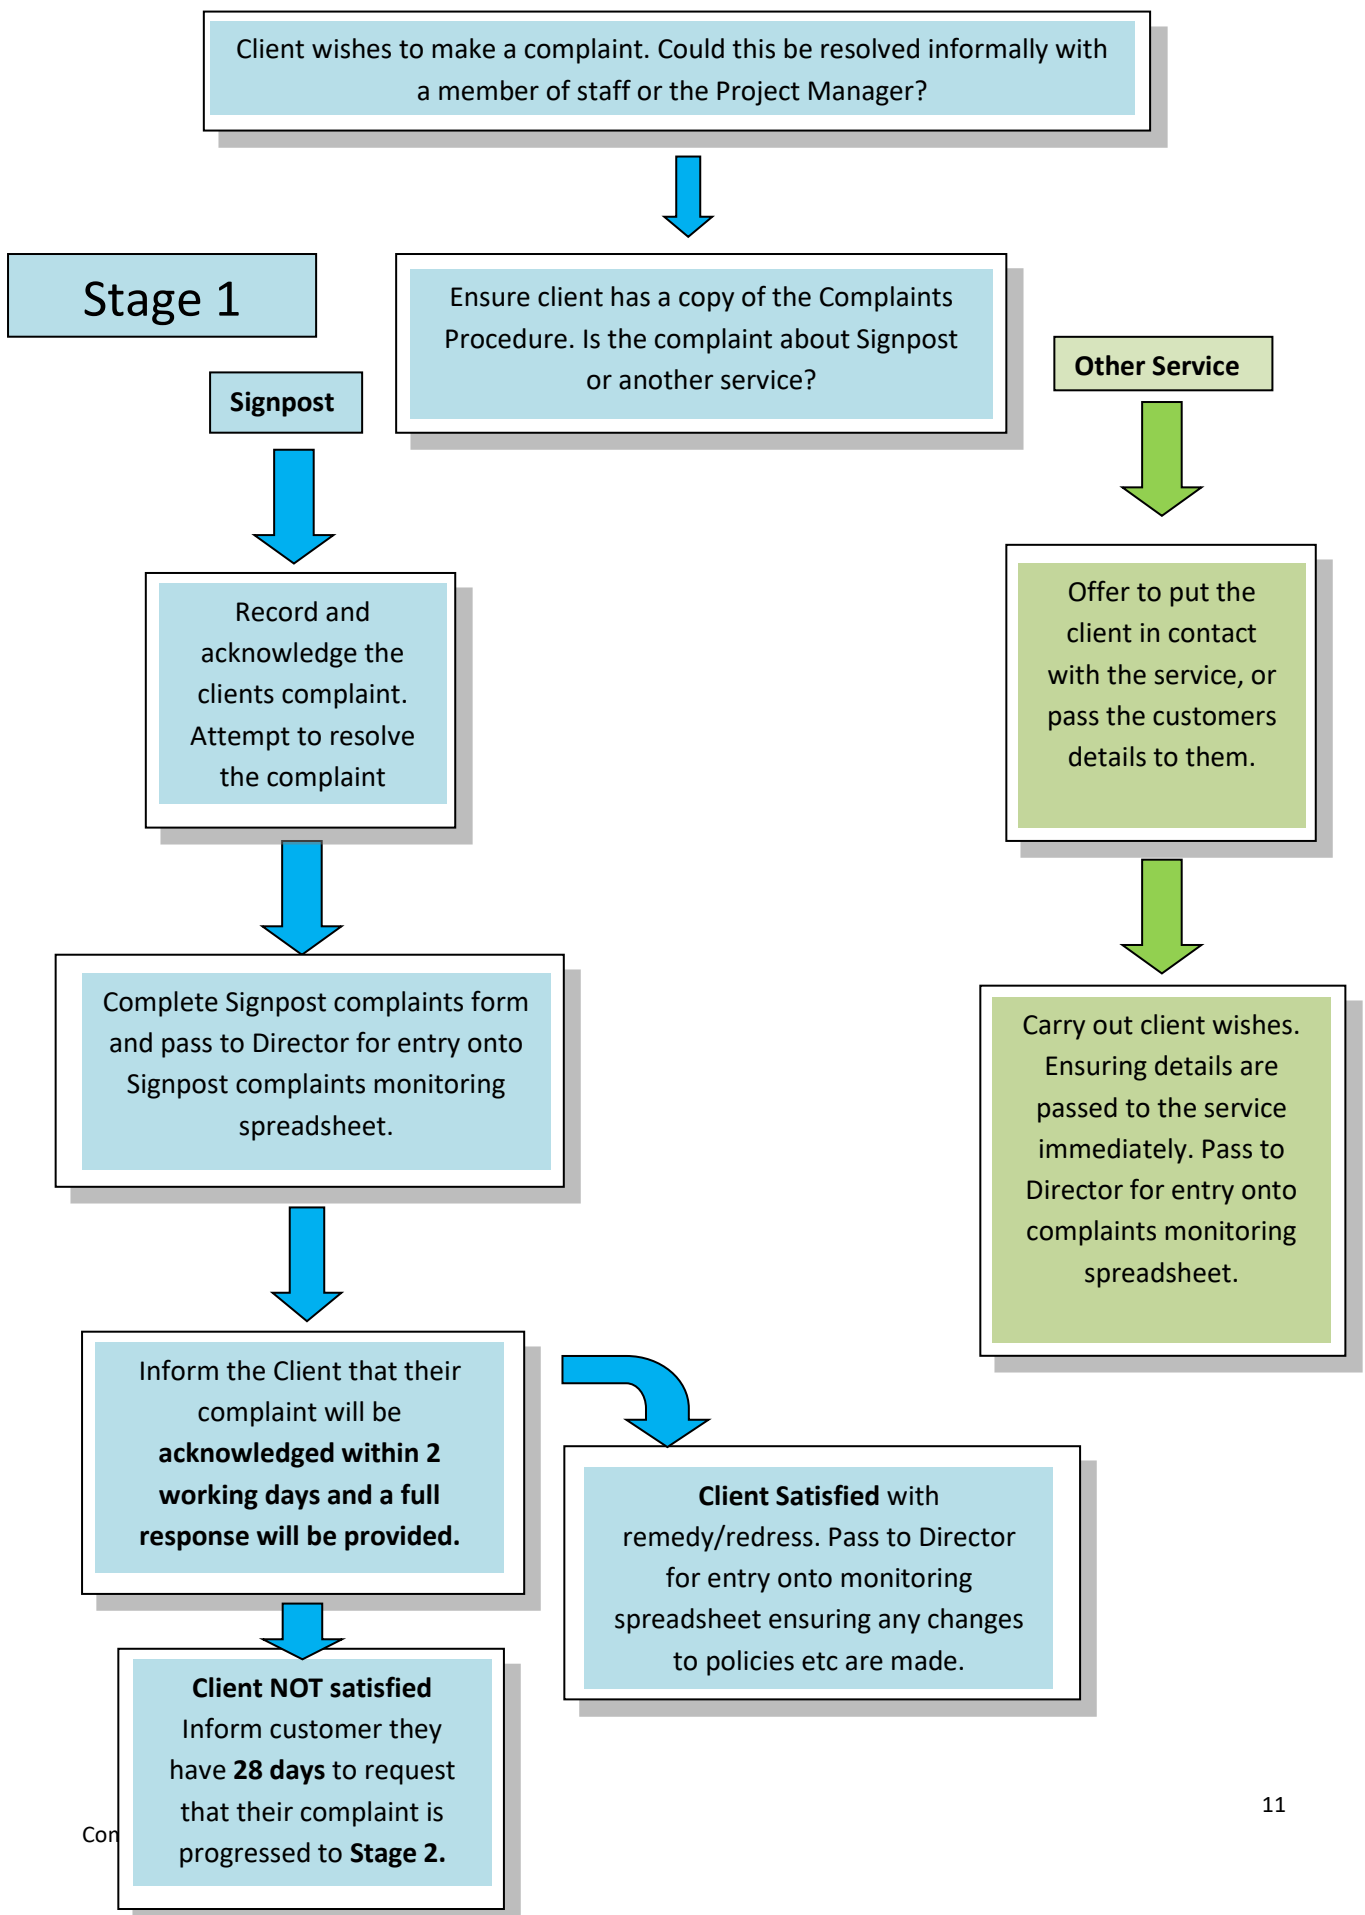 Client wishes to make a complaint. Could this be resolved informally with
a member of staff or the Project Manager?
Stage 1
Ensure client has a copy of the Complaints
Procedure. Is the complaint about Signpost
or another service?
Signpost
Other Service
Record and
acknowledge the
clients complaint.
Attempt to resolve
the complaint
Offer to put the
client in contact
with the service, or
pass the customers
details to them.
Complete Signpost complaints form
and pass to Director for entry onto
Signpost complaints monitoring
spreadsheet.
Carry out client wishes.
Ensuring details are
passed to the service
immediately. Pass to
Director for entry onto
complaints monitoring
spreadsheet.
Inform the Client that their
complaint will be
acknowledged within 2
working days and a full
response will be provided.
Client Satisfied with
remedy/redress. Pass to Director
for entry onto monitoring
spreadsheet ensuring any changes
to policies etc are made.
Client NOT satisfied
Inform customer they
have 28 days to request
that their complaint is
progressed to Stage 2.
11